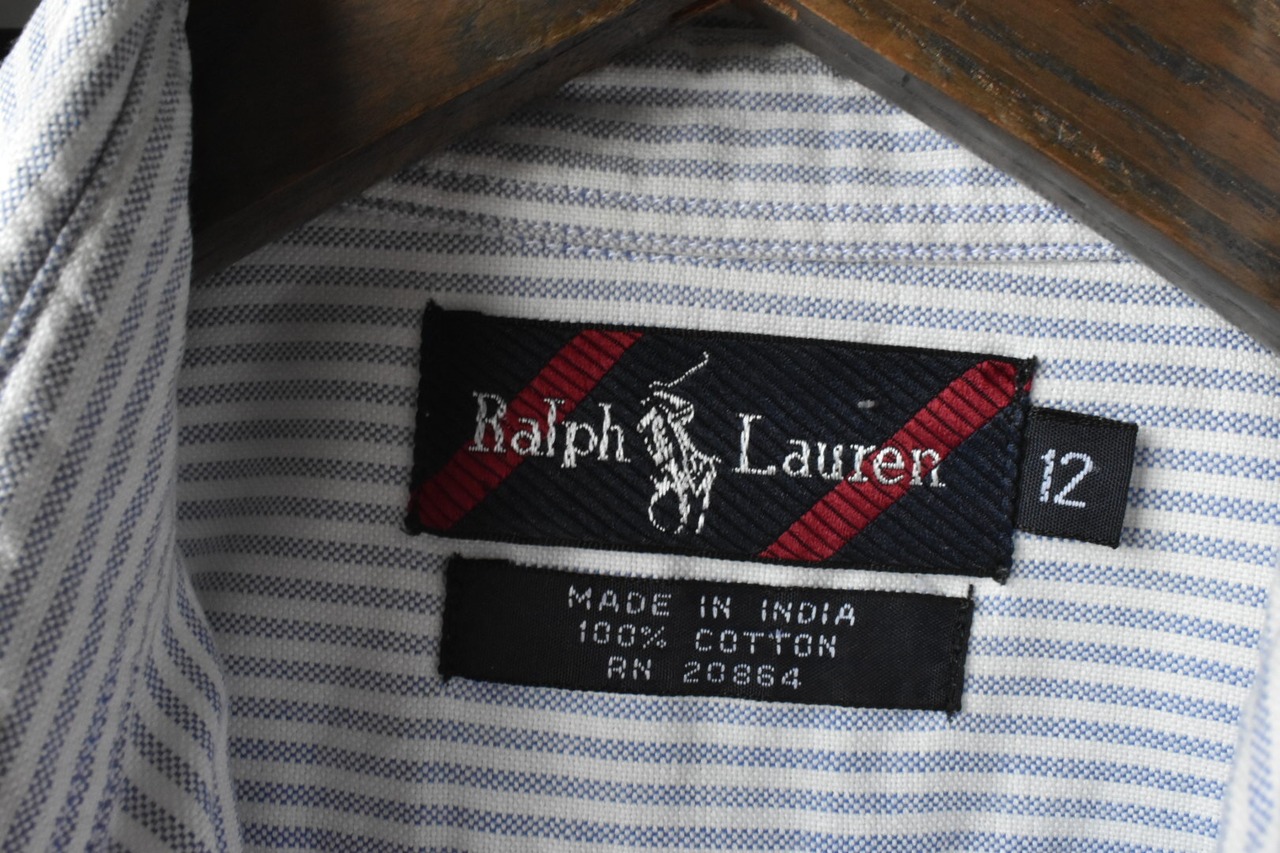 Ralph Lauren
12
MADE IN INDIA
100% COTTON
RN 20864